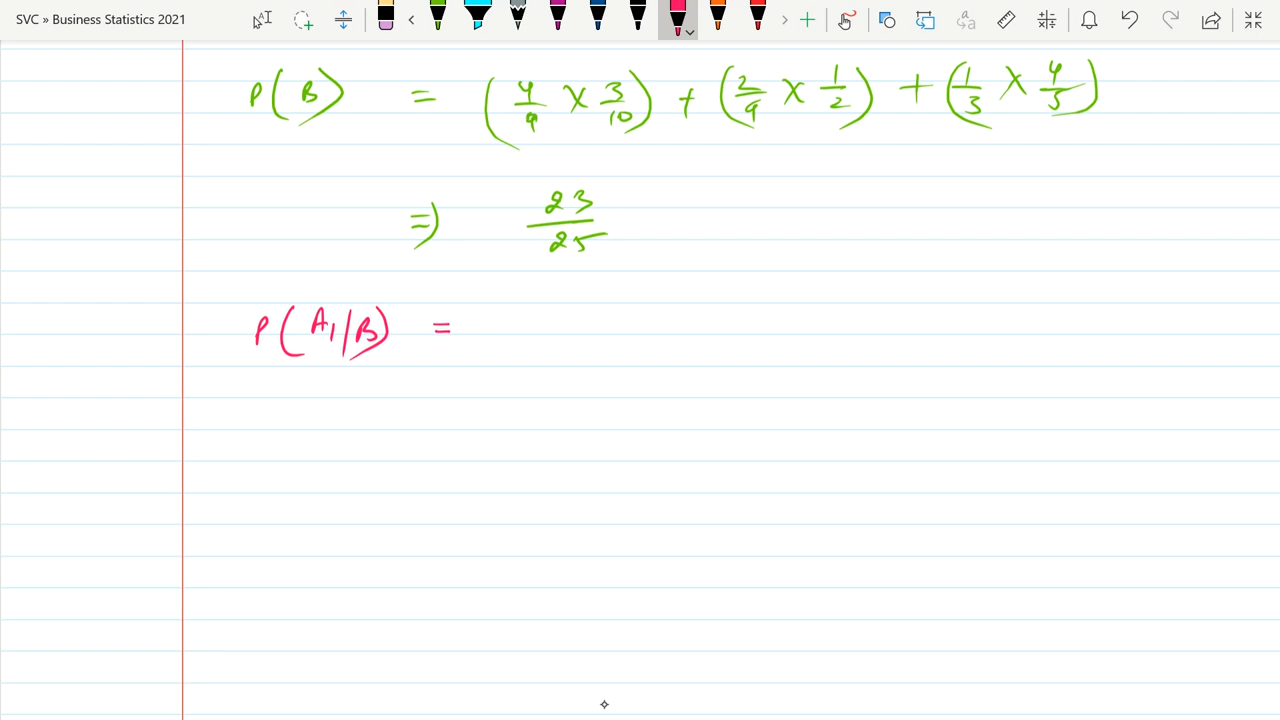 SVC » Business Statistics 2021
P(B) = (4/9 X 3/10) + (2/9 X 1/2) + (1/3 X 4/5)
=) 23/25
P(A1/B) =